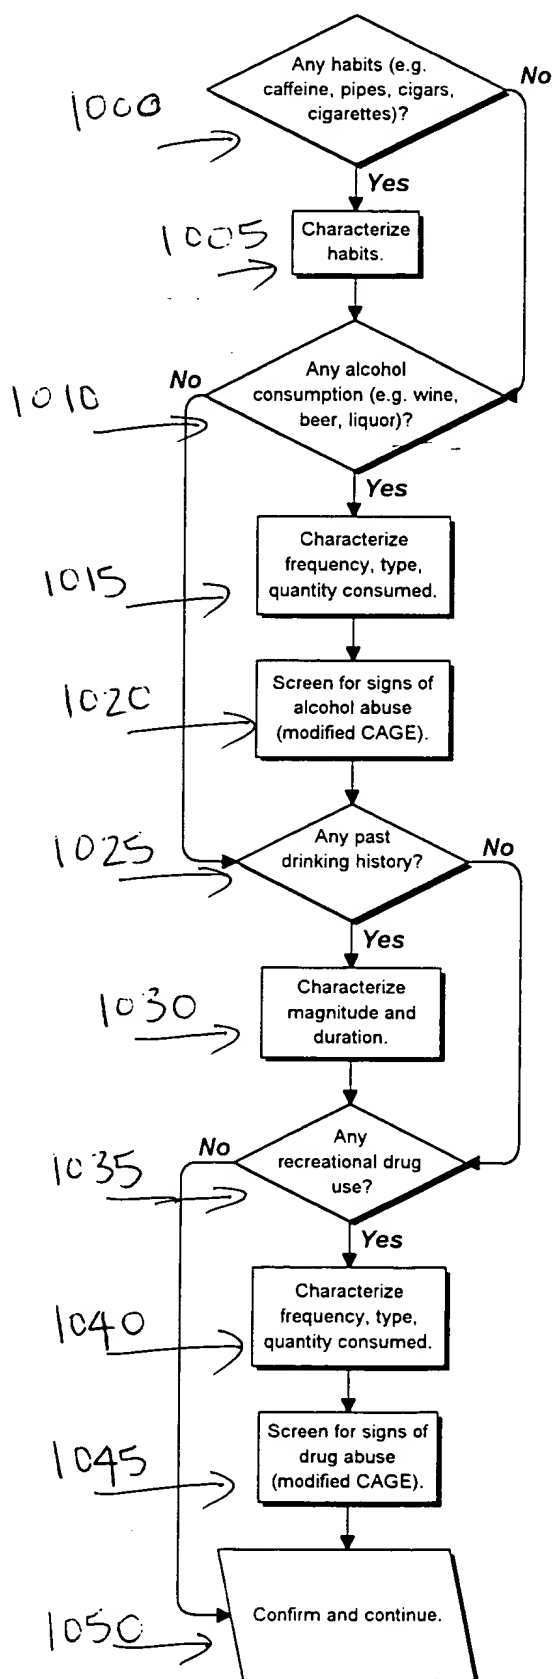 Any habits (e.g.
caffeine, pipes, cigars,
cigarettes)?
No
1000
Yes
1005
Characterize
habits.
No
Any alcohol
consumption (e.g. wine,
beer, liquor)?
1010
Yes
Characterize
frequency, type,
quantity consumed.
1015
Screen for signs of
alcohol abuse
(modified CAGE).
1020
Any past
drinking history?
No
1025
Yes
Characterize
magnitude and
duration.
1030
No
Any
recreational drug
use?
1035
Yes
Characterize
frequency, type,
quantity consumed.
1040
Screen for signs of
drug abuse
(modified CAGE).
1045
Confirm and continue.
1050